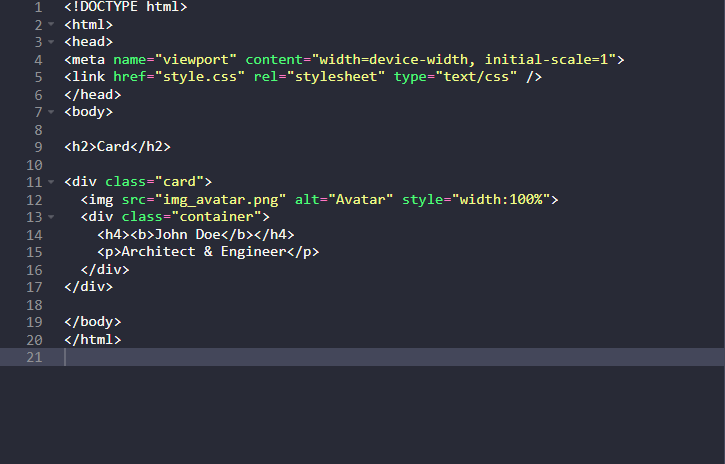 1 <!DOCTYPE html>
2 <html>
3 <head>
4 <meta name="viewport" content="width=device-width, initial-scale=1">
5 <link href="style.css" rel="stylesheet" type="text/css" />
6 </head>
7 <body>
8
9 <h2>Card</h2>
10
11 <div class="card">
12   <img src="img_avatar.png" alt="Avatar" style="width:100%">
13   <div class="container">
14     <h4><b>John Doe</b></h4>
15     <p>Architect & Engineer</p>
16   </div>
17 </div>
18
19 </body>
20 </html>
21